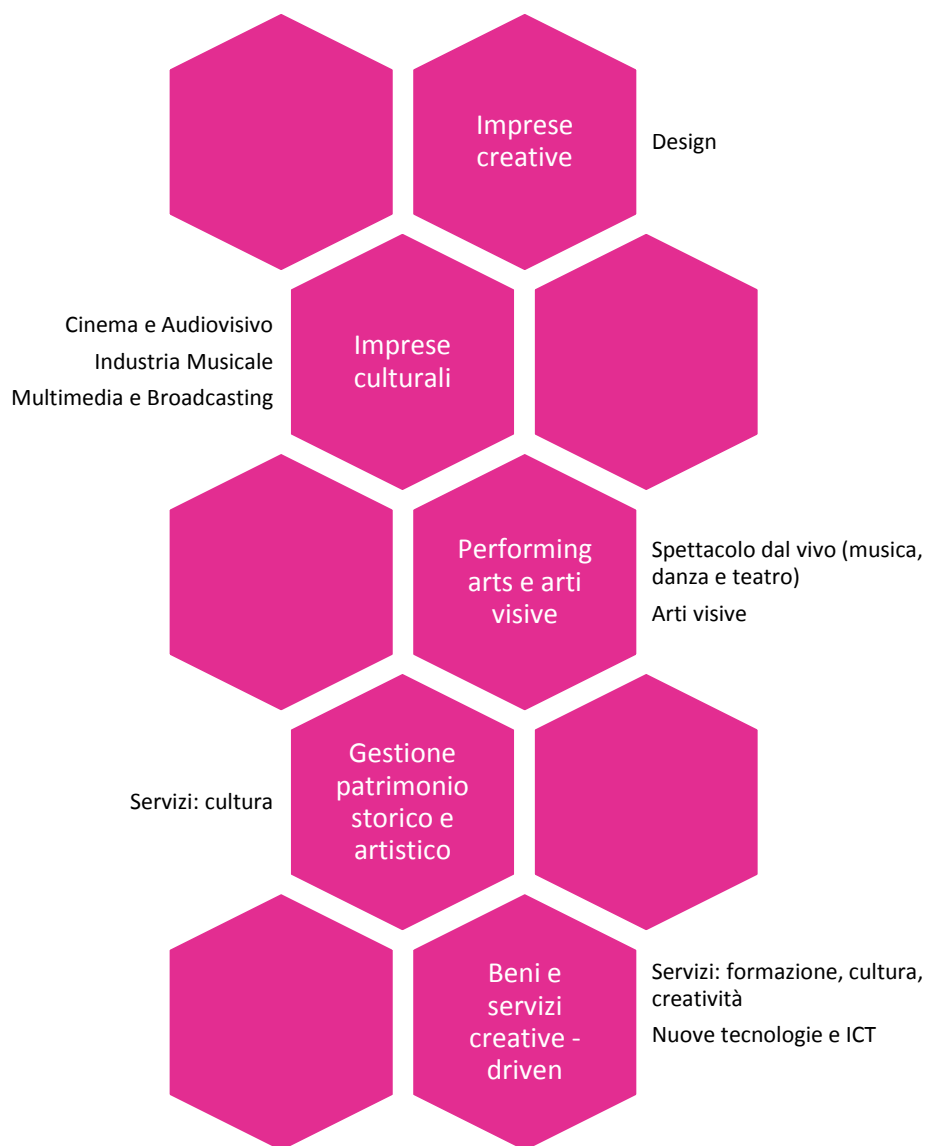 Imprese
creative
Design
Cinema e Audiovisivo
Industria Musicale
Multimedia e Broadcasting
Imprese
culturali
Performing
arts e arti
visive
Spettacolo dal vivo (musica,
danza e teatro)
Arti visive
Servizi: cultura
Gestione
patrimonio
storico e
artistico
Beni e
servizi
creative -
driven
Servizi: formazione, cultura,
creatività
Nuove tecnologie e ICT